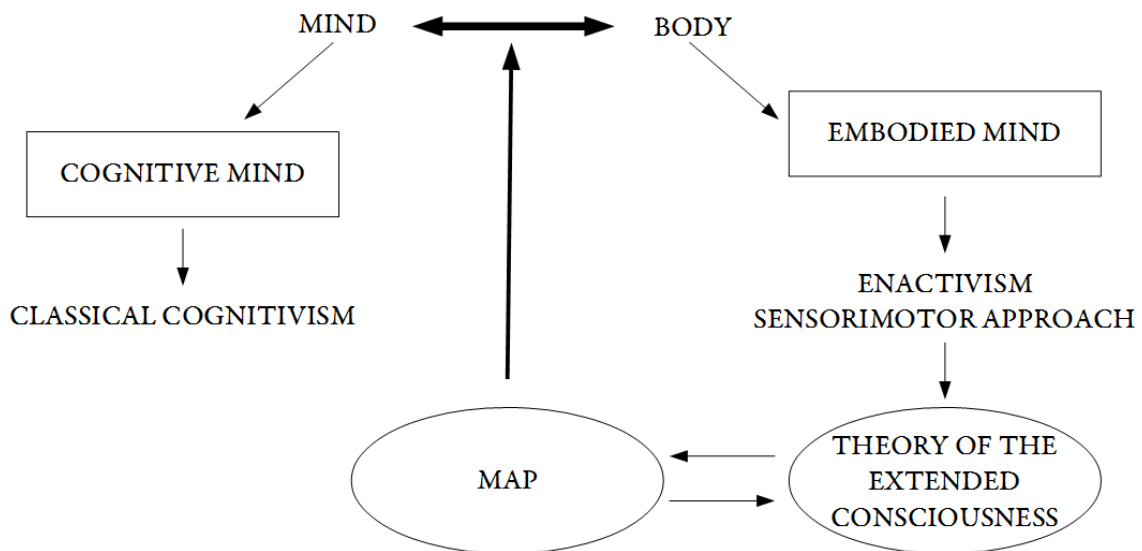 MIND
BODY
COGNITIVE MIND
EMBODIED MIND
CLASSICAL COGNITIVISM
ENACTIVISM
SENSORIMOTOR APPROACH
MAP
THEORY OF THE
EXTENDED
CONSCIOUSNESS